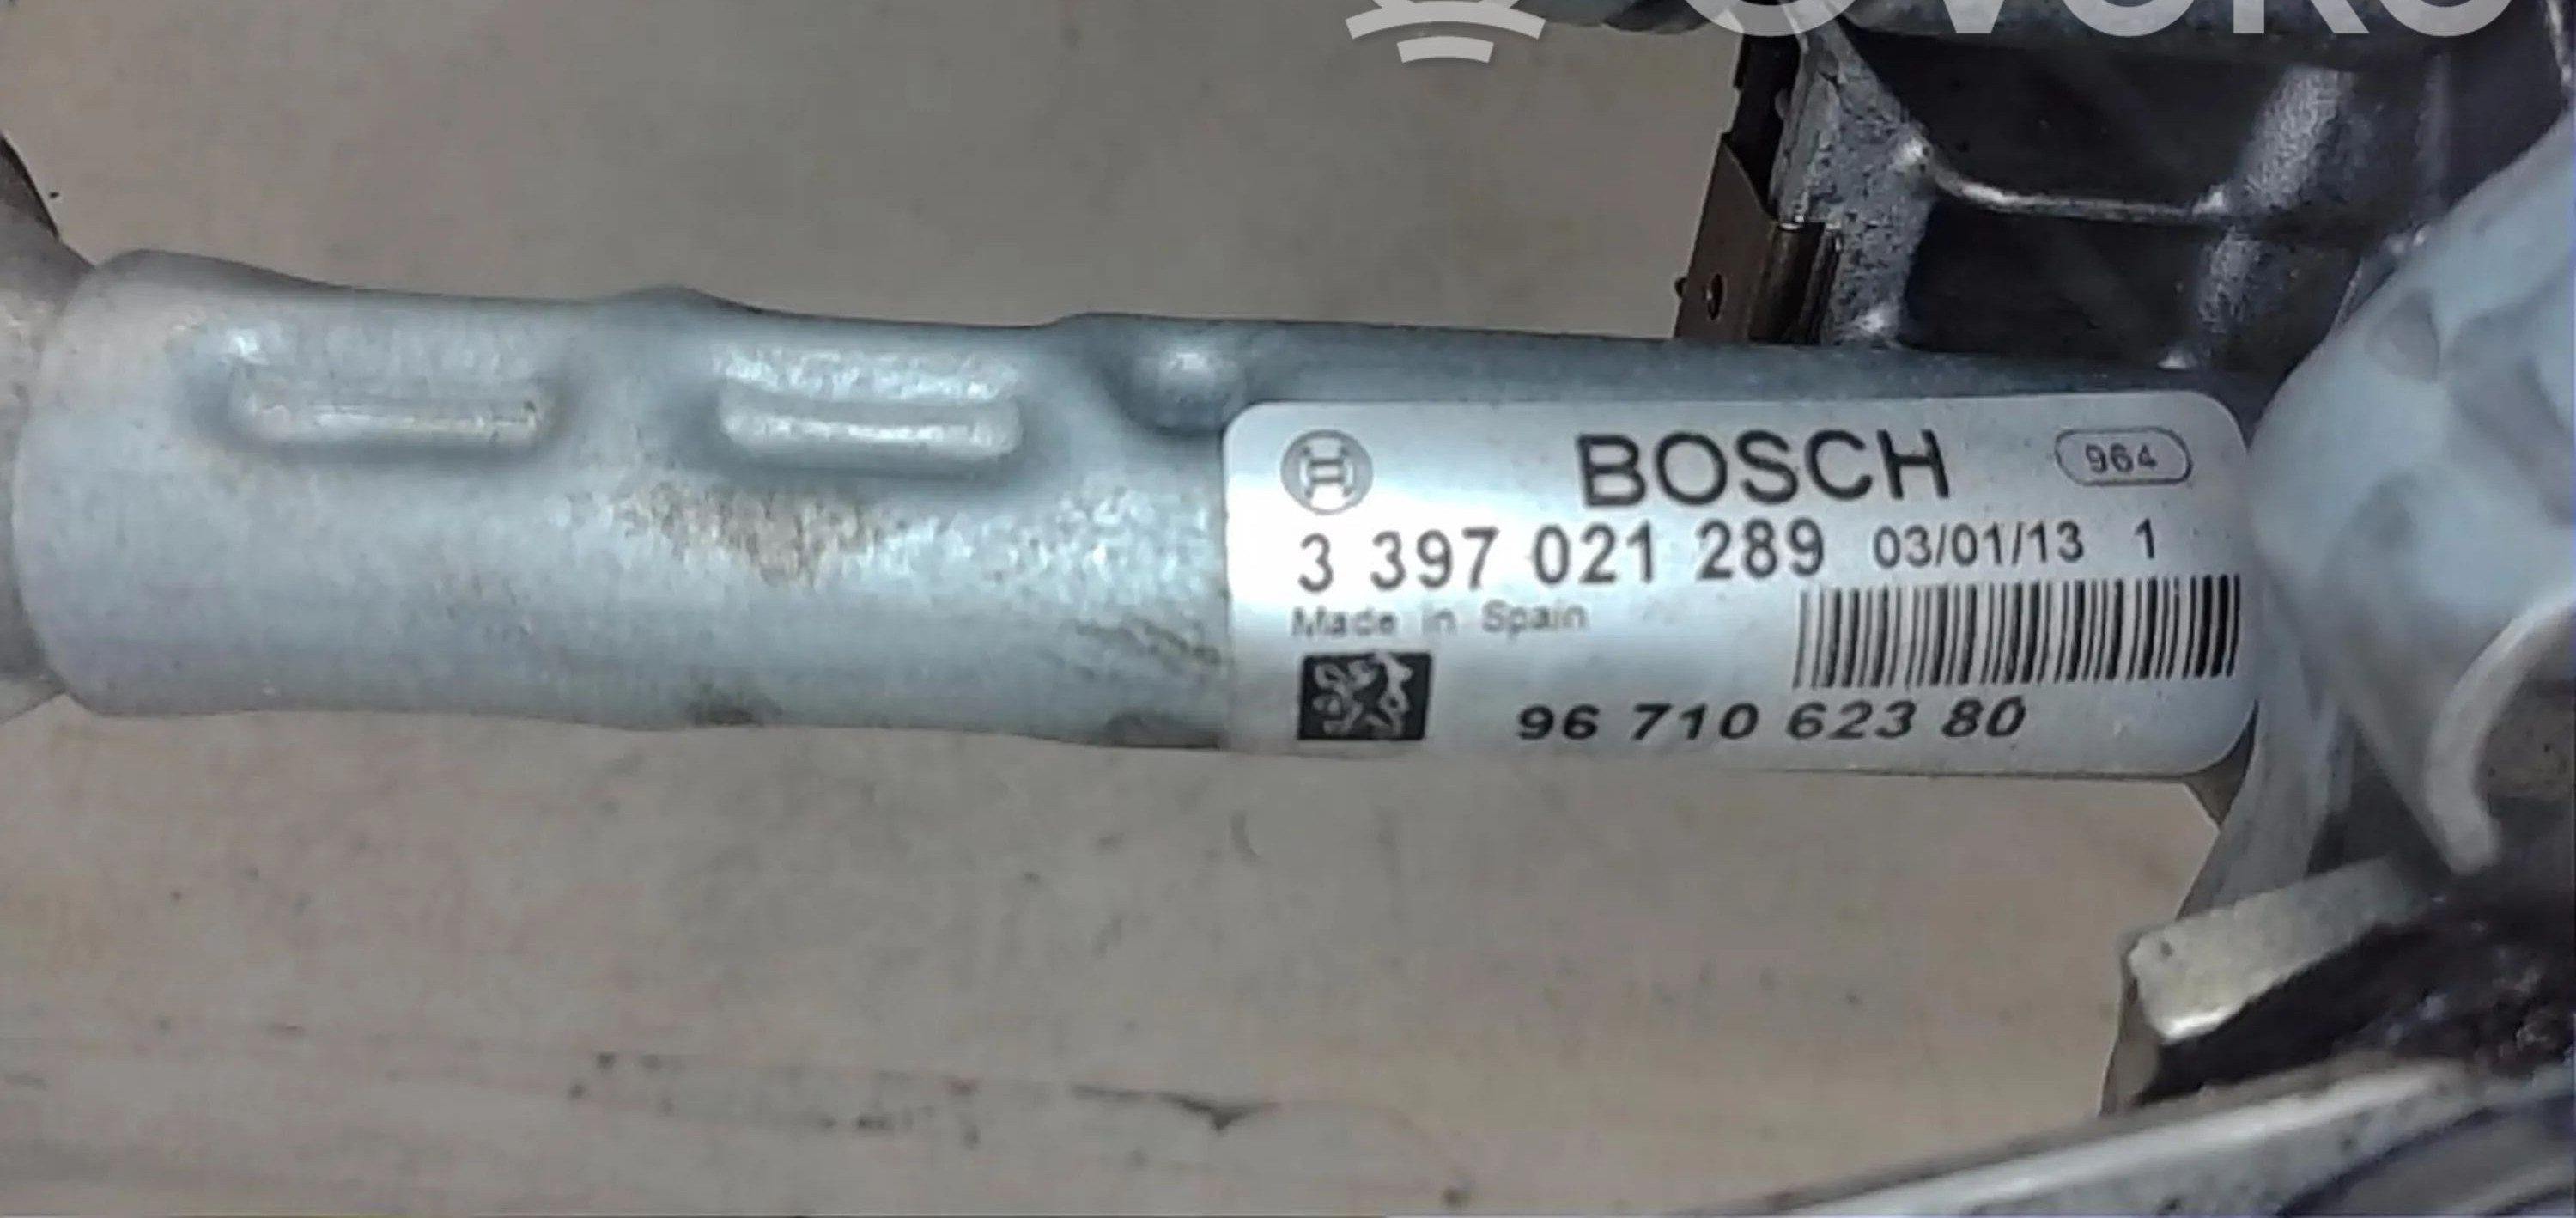 BOSCH 964
3 397 021 289 03/01/13 1
Made in Spain
96 710 623 80